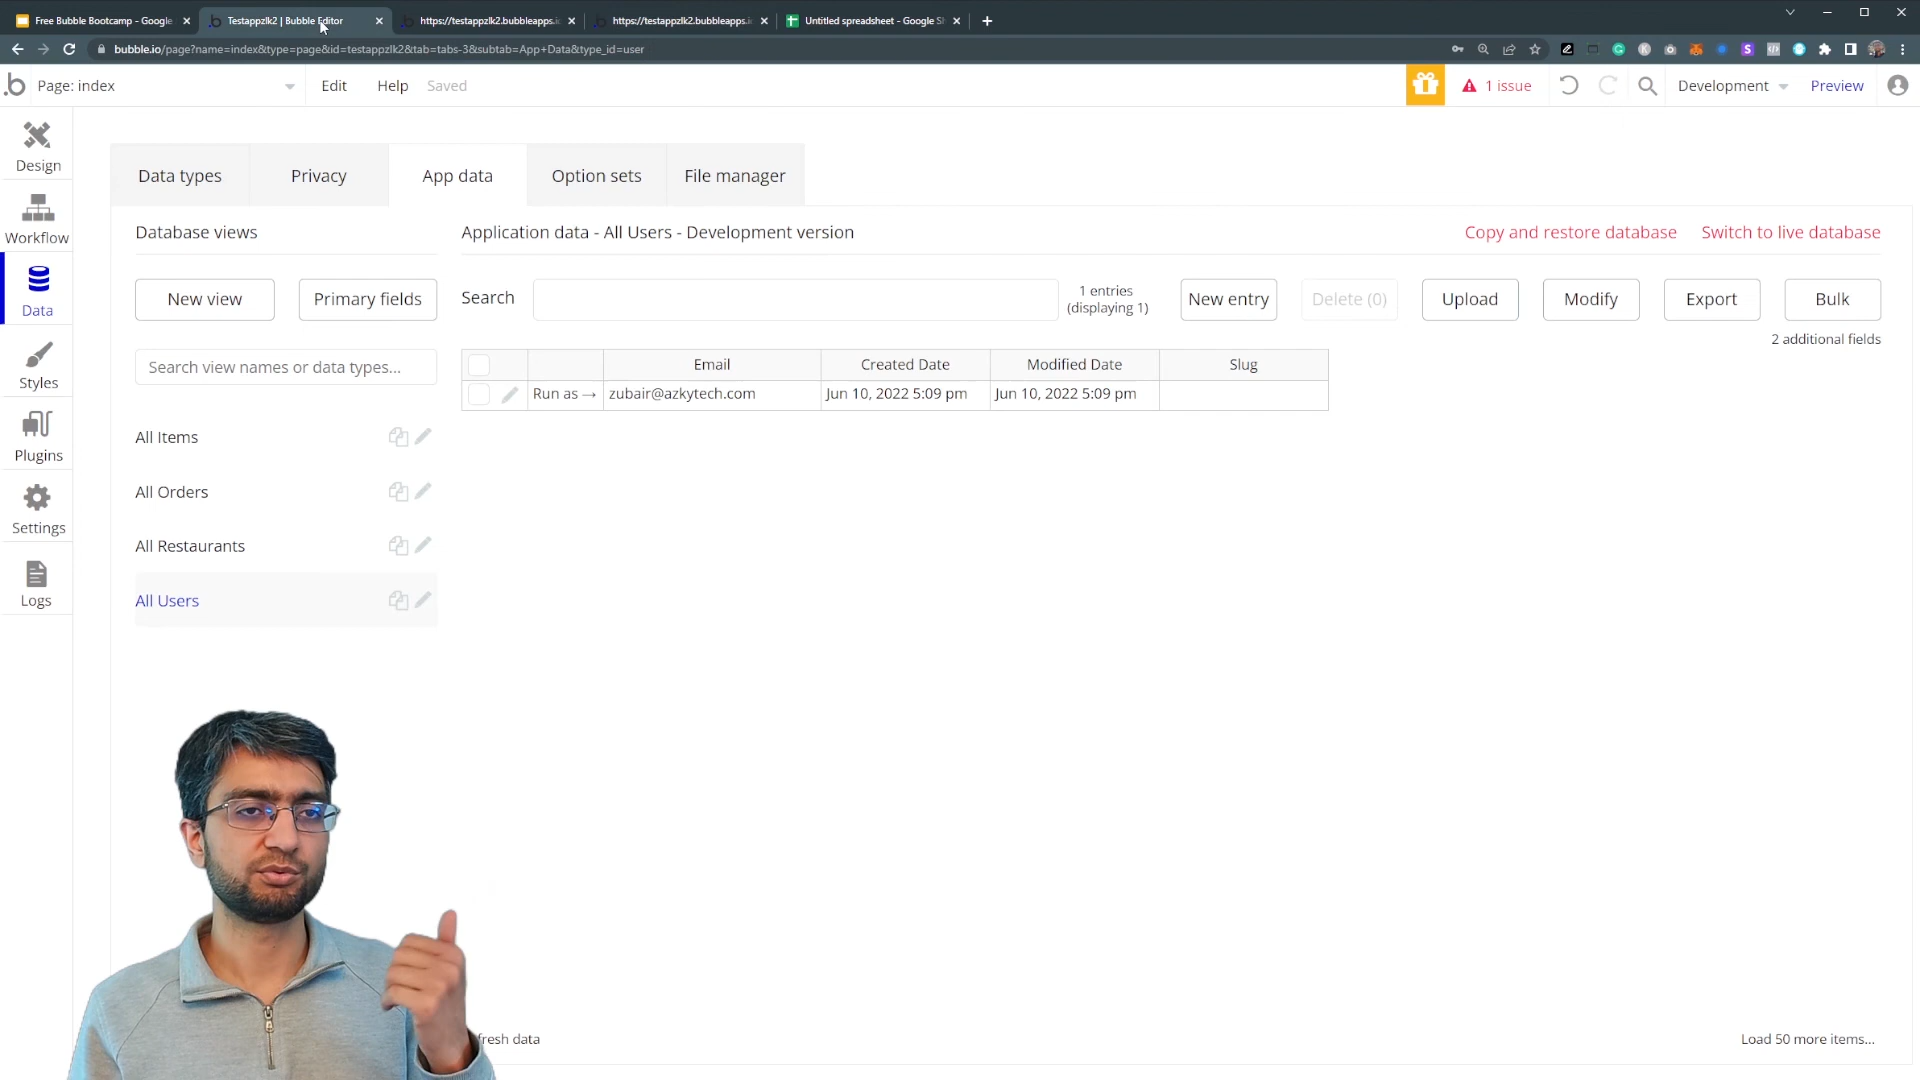 Free Bubble Bootcamp - Google
Testappzlk2 | Bubble Editor
https://testappzlk2.bubbleapps.i
https://testappzlk2.bubbleapps.i
Untitled spreadsheet - Google Sh
bubble.io/page?name=index&type=page&id=testappzlk2&tab=tabs-3&subtab=App+Data&type_id=user
Page: index
Edit
Help
Saved
1 issue
Development
Preview
Design
Workflow
Data
Styles
Plugins
Settings
Logs
Data types
Privacy
App data
Option sets
File manager
Database views
Application data - All Users - Development version
Copy and restore database
Switch to live database
New view
Primary fields
Search
1 entries
(displaying 1)
New entry
Delete (0)
Upload
Modify
Export
Bulk
2 additional fields
Search view names or data types...
Email
Created Date
Modified Date
Slug
Run as →
zubair@azkytech.com
Jun 10, 2022 5:09 pm
Jun 10, 2022 5:09 pm
All Items
All Orders
All Restaurants
All Users
fresh data
Load 50 more items...